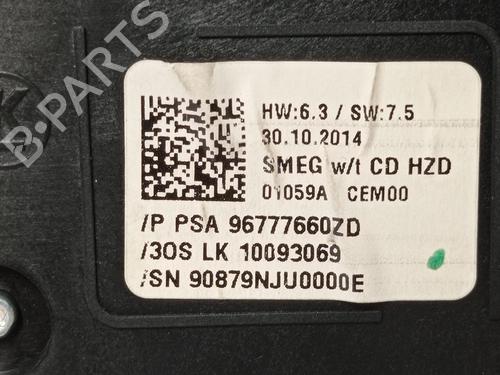 B-PARTS
K
HW:6.3 / SW:7.5
30.10.2014
SMEG w/t CD HZD
01059A CEM00
/P PSA 96777660ZD
/3OS LK 10093069
/SN 90879NJU0000E